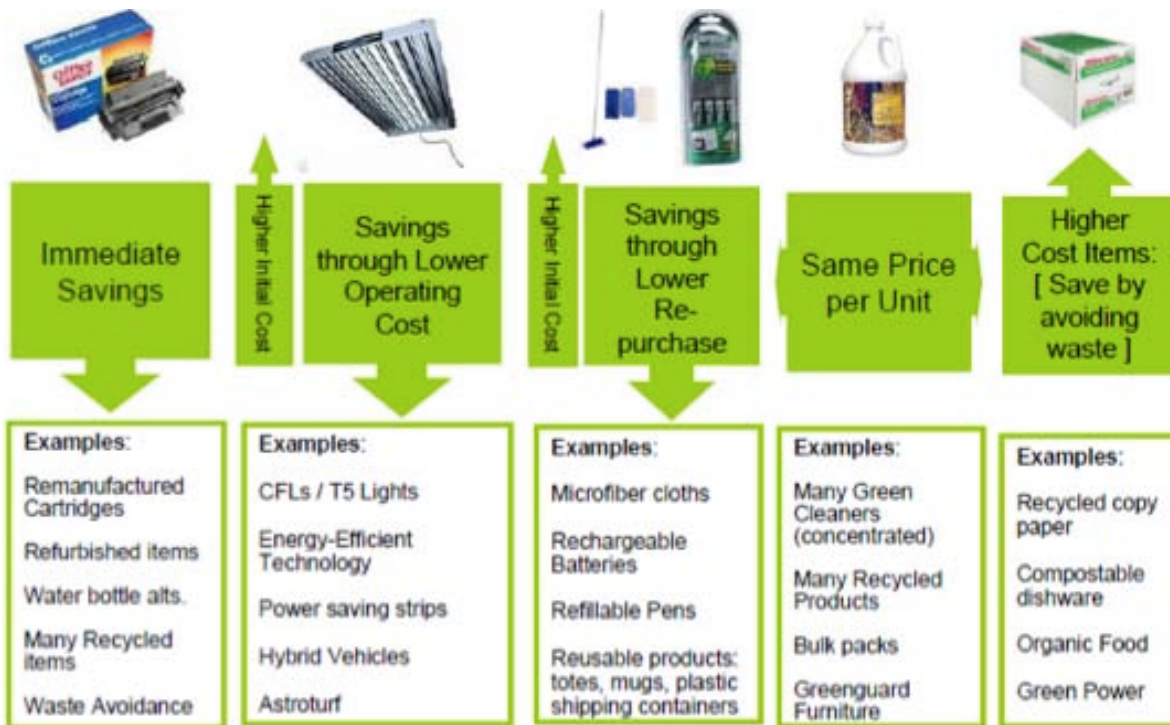 OFFICE
DEPOT
Immediate
Savings
Higher Initial Cost
Savings
through Lower
Operating
Cost
Higher Initial Cost
Savings
through
Lower
Re-
purchase
Same Price
per Unit
Higher
Cost Items:
[ Save by
avoiding
waste ]
Examples:
Remanufactured
Cartridges
Refurbished items
Water bottle alts.
Many Recycled
items
Waste Avoidance
Examples:
CFLs / T5 Lights
Energy-Efficient
Technology
Power saving strips
Hybrid Vehicles
Astroturf
Examples:
Microfiber cloths
Rechargeable
Batteries
Refillable Pens
Reusable products:
totes, mugs, plastic
shipping containers
Examples:
Many Green
Cleaners
(concentrated)
Many Recycled
Products
Bulk packs
Greenguard
Furniture
Examples:
Recycled copy
paper
Compostable
dishware
Organic Food
Green Power